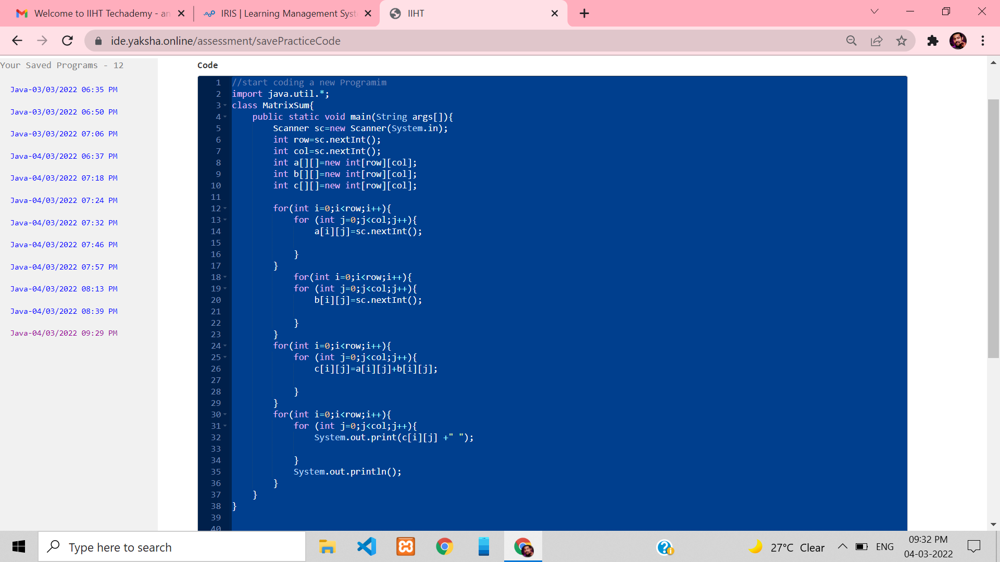 Welcome to IIHT Techademy - an
IRIS | Learning Management Syst
IIHT
ide.yaksha.online/assessment/savePracticeCode
Your Saved Programs - 12
Java-03/03/2022 06:35 PM
Java-03/03/2022 06:50 PM
Java-03/03/2022 07:06 PM
Java-04/03/2022 06:37 PM
Java-04/03/2022 07:18 PM
Java-04/03/2022 07:24 PM
Java-04/03/2022 07:32 PM
Java-04/03/2022 07:46 PM
Java-04/03/2022 07:57 PM
Java-04/03/2022 08:13 PM
Java-04/03/2022 08:39 PM
Java-04/03/2022 09:29 PM
Code
1 //start coding a new Programim
2 import java.util.*;
3 class MatrixSum{
4     public static void main(String args[]){
5         Scanner sc=new Scanner(System.in);
6         int row=sc.nextInt();
7         int col=sc.nextInt();
8         int a[][]=new int[row][col];
9         int b[][]=new int[row][col];
10         int c[][]=new int[row][col];
11
12         for(int i=0;i<row;i++){
13             for (int j=0;j<col;j++){
14                 a[i][j]=sc.nextInt();
15
16             }
17         }
18             for(int i=0;i<row;i++){
19             for (int j=0;j<col;j++){
20                 b[i][j]=sc.nextInt();
21
22             }
23         }
24         for(int i=0;i<row;i++){
25             for (int j=0;j<col;j++){
26                 c[i][j]=a[i][j]+b[i][j];
27
28             }
29         }
30         for(int i=0;i<row;i++){
31             for (int j=0;j<col;j++){
32                 System.out.print(c[i][j] +" ");
33
34             }
35             System.out.println();
36         }
37     }
38 }
39
40
Type here to search
27°C Clear
ENG
09:32 PM
04-03-2022